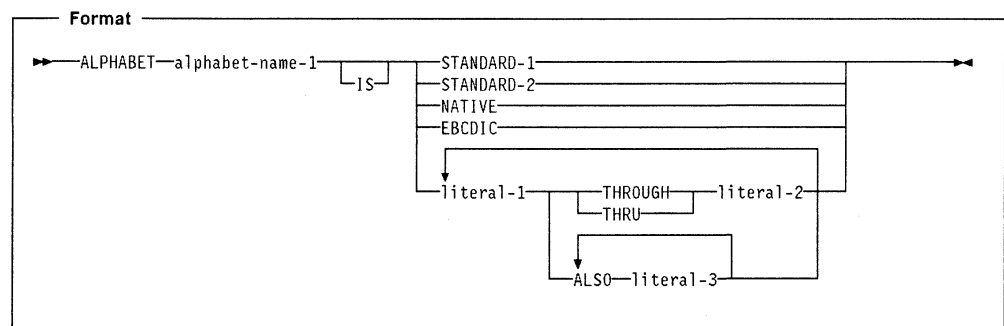 Format
ALPHABET alphabet-name-1 IS STANDARD-1
STANDARD-2
NATIVE
EBCDIC
literal-1 THROUGH literal-2
THRU
ALSO literal-3